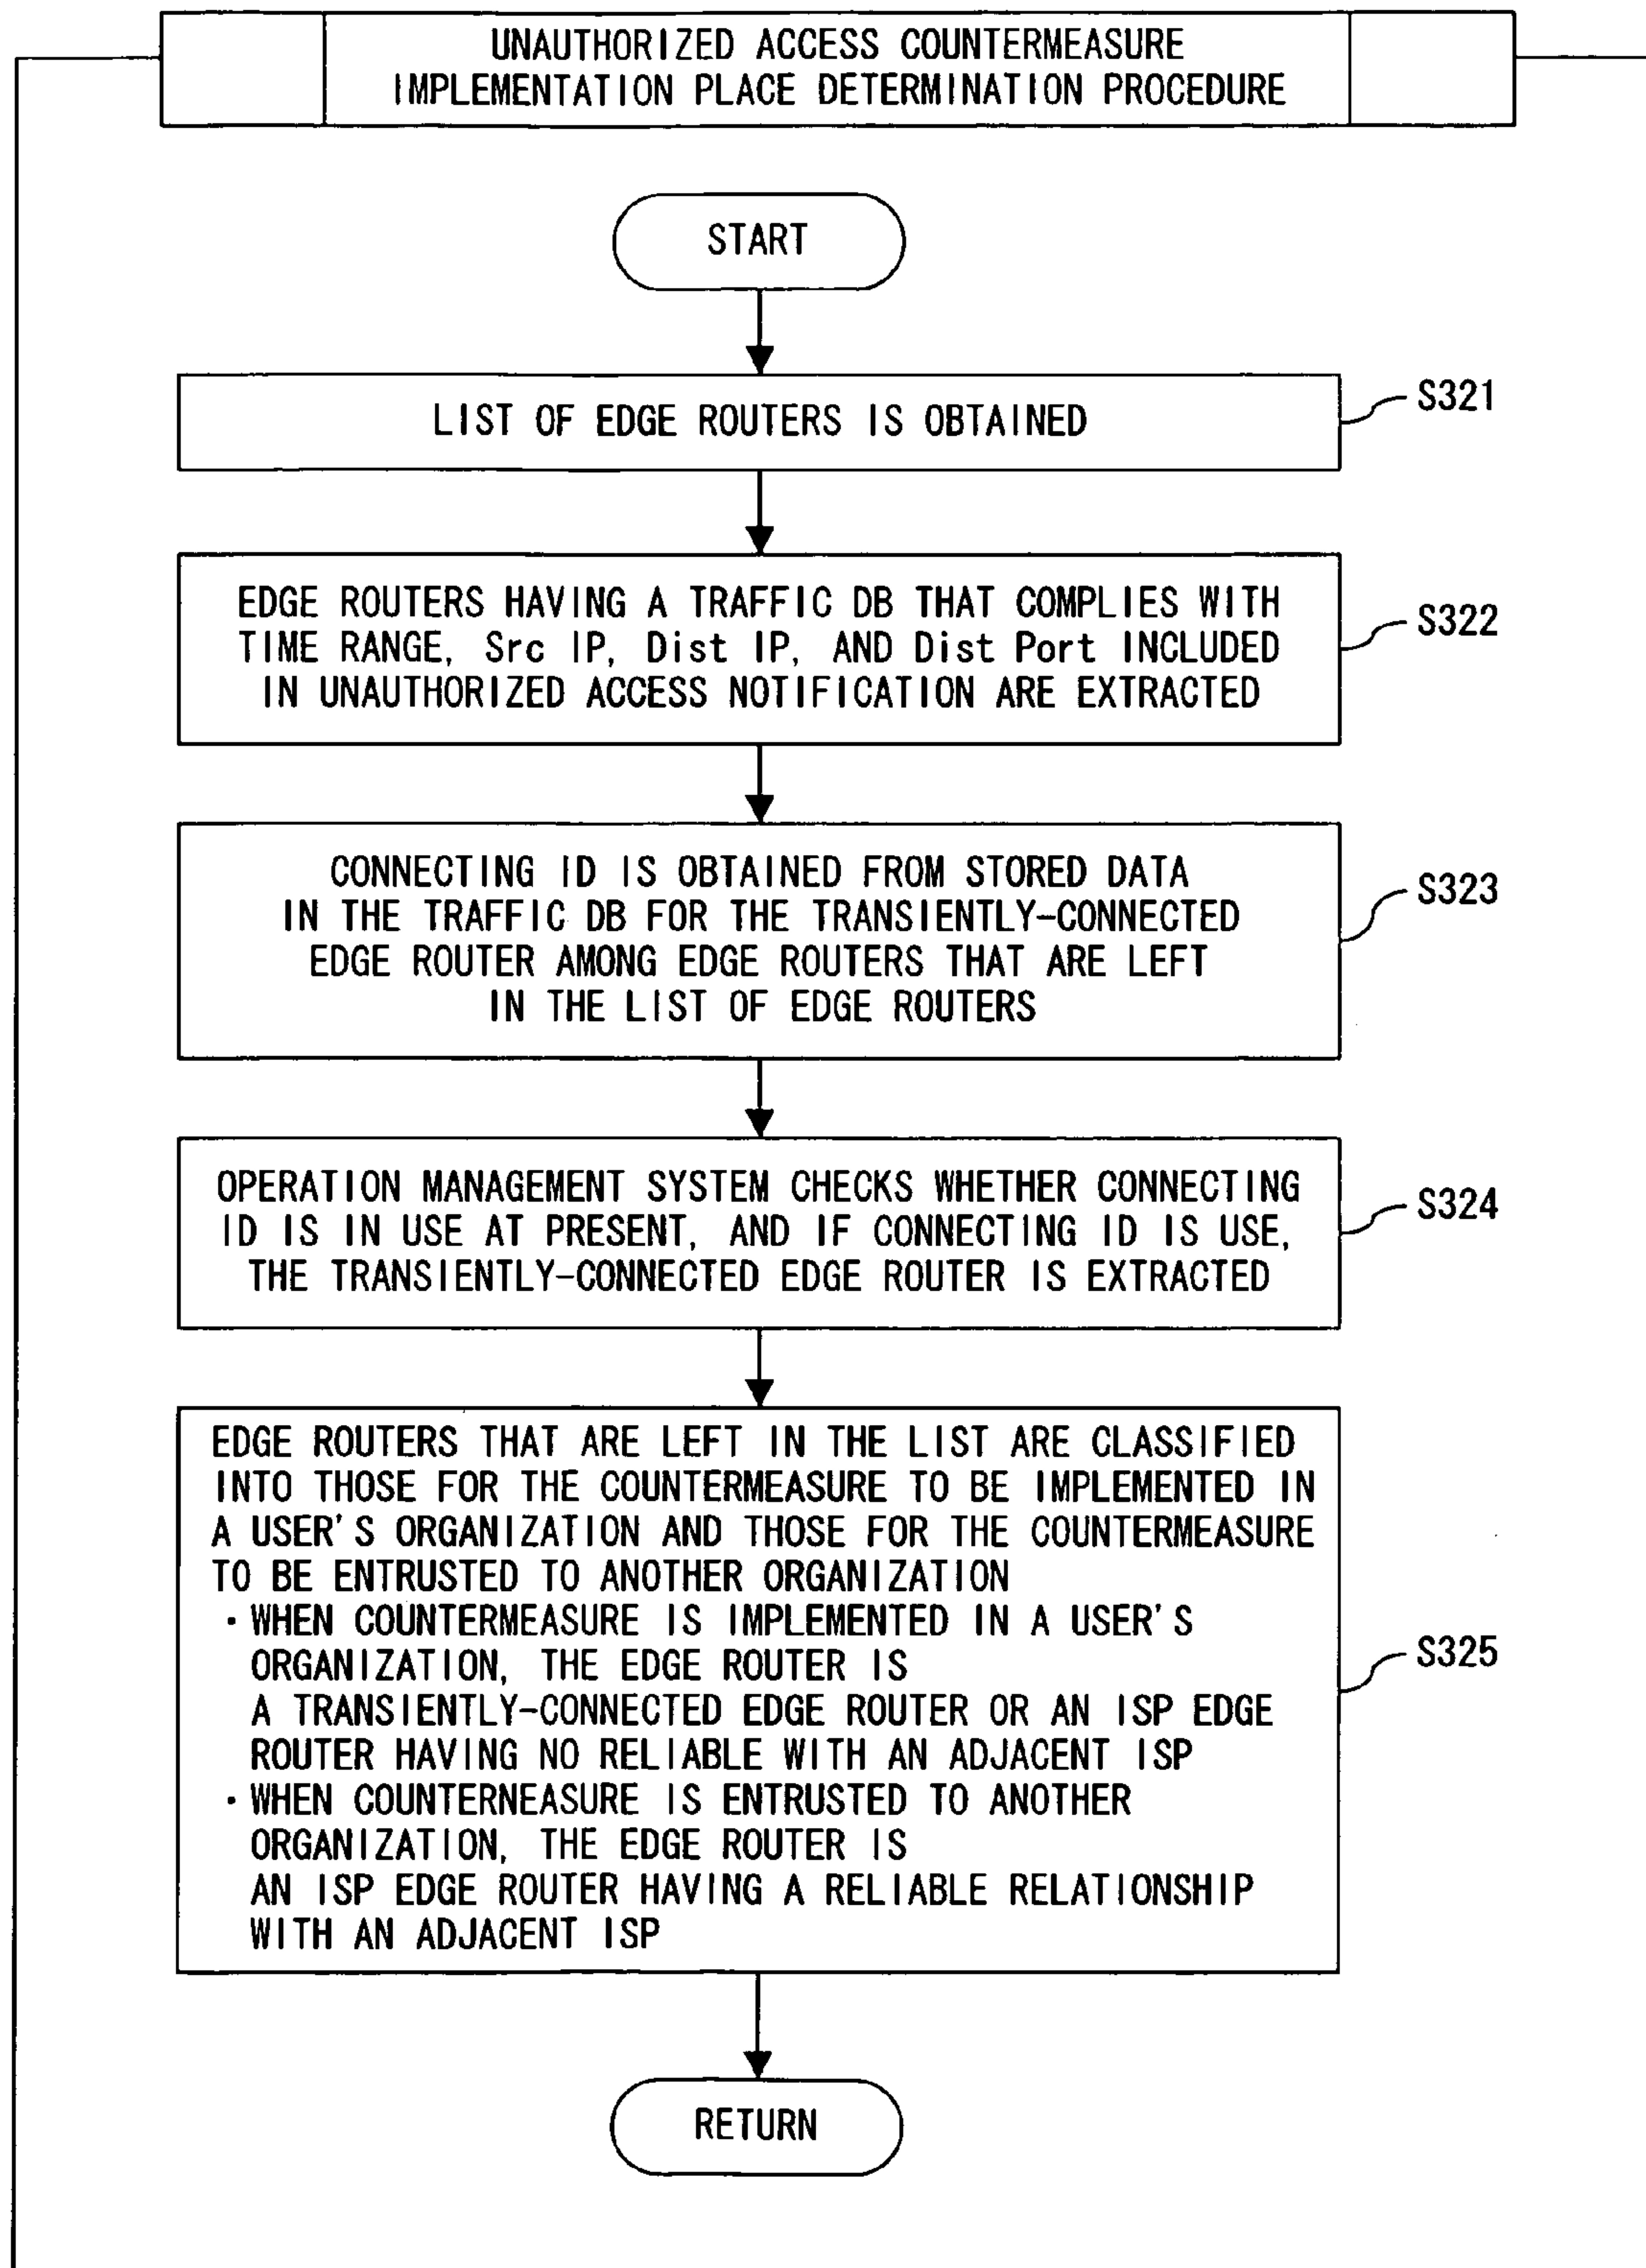 UNAUTHORIZED ACCESS COUNTERMEASURE
IMPLEMENTATION PLACE DETERMINATION PROCEDURE
START
LIST OF EDGE ROUTERS IS OBTAINED
S321
EDGE ROUTERS HAVING A TRAFFIC DB THAT COMPLIES WITH
TIME RANGE, Src IP, Dist IP, AND Dist Port INCLUDED
IN UNAUTHORIZED ACCESS NOTIFICATION ARE EXTRACTED
S322
CONNECTING ID IS OBTAINED FROM STORED DATA
IN THE TRAFFIC DB FOR THE TRANSIENTLY-CONNECTED
EDGE ROUTER AMONG EDGE ROUTERS THAT ARE LEFT
IN THE LIST OF EDGE ROUTERS
S323
OPERATION MANAGEMENT SYSTEM CHECKS WHETHER CONNECTING
ID IS IN USE AT PRESENT, AND IF CONNECTING ID IS USE,
THE TRANSIENTLY-CONNECTED EDGE ROUTER IS EXTRACTED
S324
EDGE ROUTERS THAT ARE LEFT IN THE LIST ARE CLASSIFIED
INTO THOSE FOR THE COUNTERMEASURE TO BE IMPLEMENTED IN
A USER'S ORGANIZATION AND THOSE FOR THE COUNTERMEASURE
TO BE ENTRUSTED TO ANOTHER ORGANIZATION
・WHEN COUNTERMEASURE IS IMPLEMENTED IN A USER'S
ORGANIZATION, THE EDGE ROUTER IS
A TRANSIENTLY-CONNECTED EDGE ROUTER OR AN ISP EDGE
ROUTER HAVING NO RELIABLE WITH AN ADJACENT ISP
・WHEN COUNTERNEASURE IS ENTRUSTED TO ANOTHER
ORGANIZATION, THE EDGE ROUTER IS
AN ISP EDGE ROUTER HAVING A RELIABLE RELATIONSHIP
WITH AN ADJACENT ISP
S325
RETURN